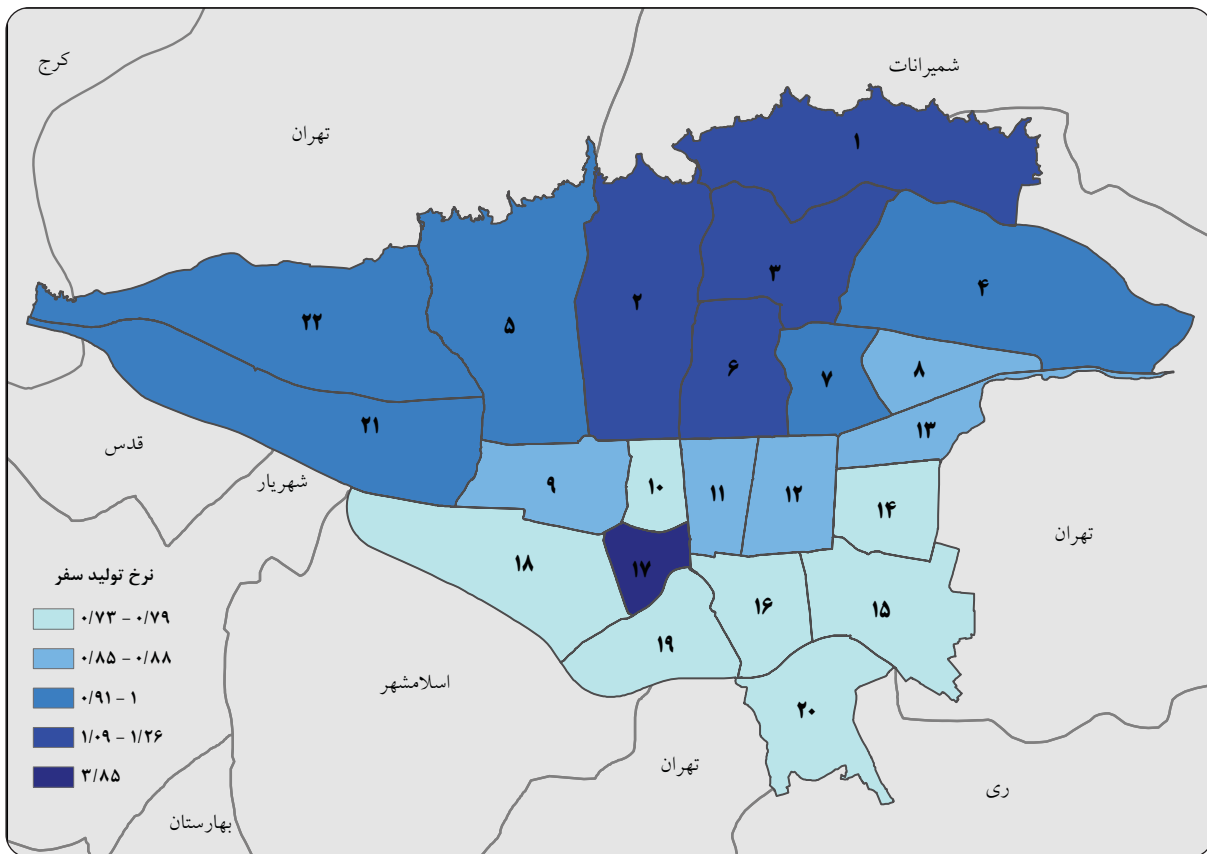 کرج
شمیرانات
تهران
۱
۲
۳
۴
۵
۶
۷
۸
۲۲
۲۱
۱۳
قدس
شهریار
۹
۱۰
۱۱
۱۲
۱۴
تهران
۱۸
۱۷
۱۶
۱۵
۱۹
۲۰
اسلامشهر
تهران
ری
بهارستان
نرخ تولید سفر
۰/۷۳ - ۰/۷۹
۰/۸۵ - ۰/۸۸
۰/۹۱ - ۱
۱/۰۹ - ۱/۲۶
۳/۸۵